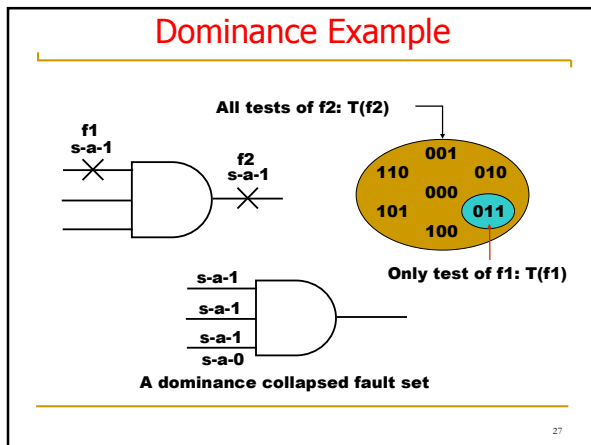 Dominance Example
All tests of f2: T(f2)
f1
s-a-1
f2
s-a-1
001
110
010
000
101
011
100
Only test of f1: T(f1)
s-a-1
s-a-1
s-a-1
s-a-0
A dominance collapsed fault set
27